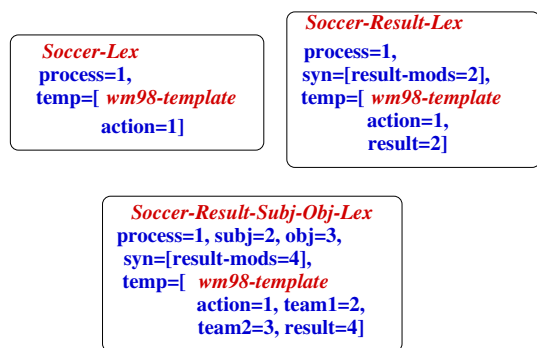 Soccer-Lex
process=1,
temp=[ wm98-template
action=1]
Soccer-Result-Lex
process=1,
syn=[result-mods=2],
temp=[ wm98-template
action=1,
result=2]
Soccer-Result-Subj-Obj-Lex
process=1, subj=2, obj=3,
syn=[result-mods=4],
temp=[ wm98-template
action=1, team1=2,
team2=3, result=4]